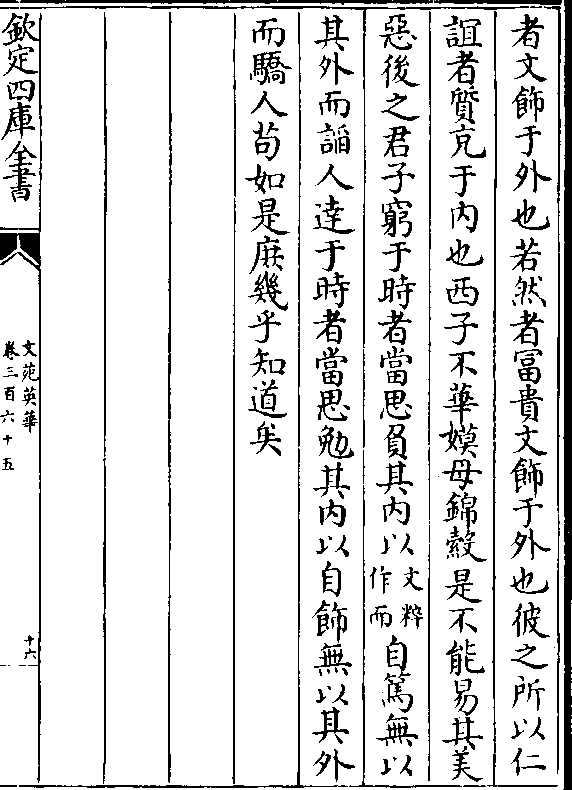 者文飾于外也若然者冨貴文飾于外也彼之所以仁
誼者質充于内也西子不華嫫母錦縠是不能易其美
惡後之君子窮于時者當思負其内以文粹作而自篤無以
其外而謟人達于時者當思勉其内以自飾無以其外
而驕人苟如是庶幾乎知道矣
欽定四庫全書
文苑英華
卷三百六十五
十六